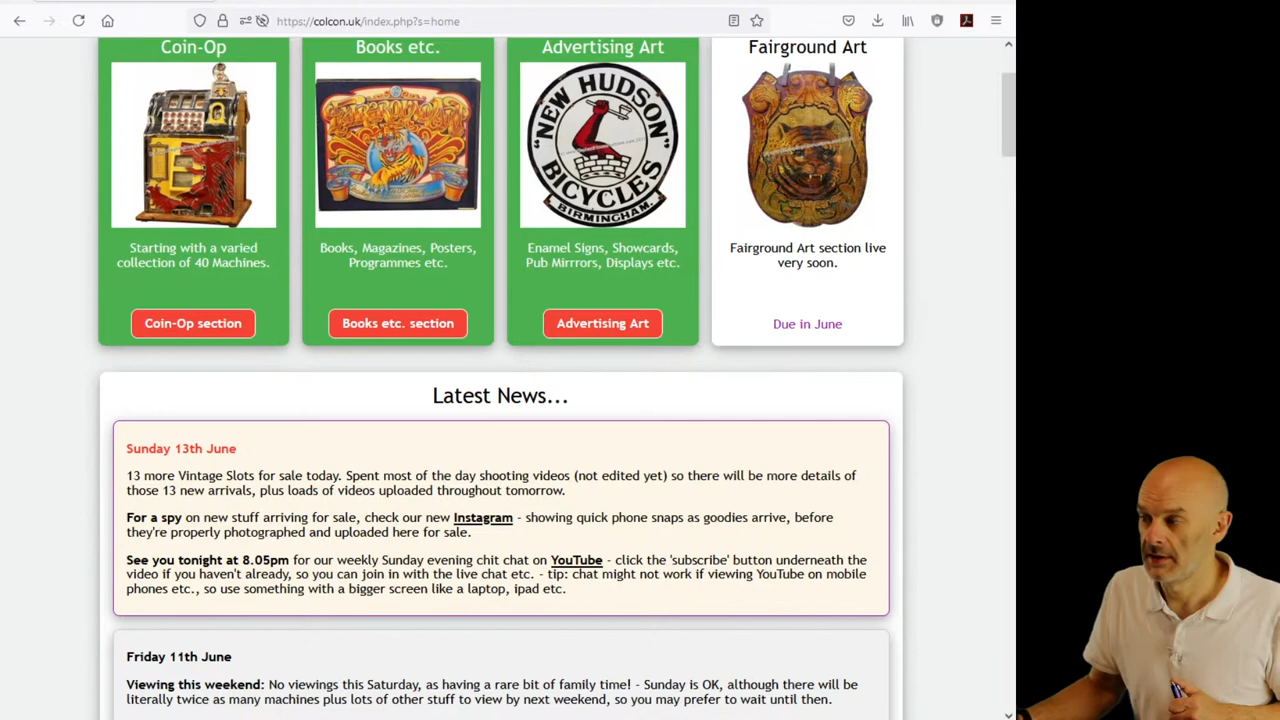 https://colcon.uk/index.php?s=home
Coin-Op
Books etc.
Advertising Art
Fairground Art
"NEW HUDSON"
BICYCLES
BIRMINGHAM.
Starting with a varied
collection of 40 Machines.
Books, Magazines, Posters,
Programmes etc.
Enamel Signs, Showcards,
Pub Mirrrors, Displays etc.
Fairground Art section live
very soon.
Coin-Op section
Books etc. section
Advertising Art
Due in June
Latest News...
Sunday 13th June
13 more Vintage Slots for sale today. Spent most of the day shooting videos (not edited yet) so there will be more details of
those 13 new arrivals, plus loads of videos uploaded throughout tomorrow.
For a spy on new stuff arriving for sale, check our new Instagram - showing quick phone snaps as goodies arrive, before
they're properly photographed and uploaded here for sale.
See you tonight at 8.05pm for our weekly Sunday evening chit chat on YouTube - click the 'subscribe' button underneath the
video if you haven't already, so you can join in with the live chat etc. - tip: chat might not work if viewing YouTube on mobile
phones etc., so use something with a bigger screen like a laptop, ipad etc.
Friday 11th June
Viewing this weekend: No viewings this Saturday, as having a rare bit of family time! - Sunday is OK, although there will be
literally twice as many machines plus lots of other stuff to view by next weekend, so you may prefer to wait until then.